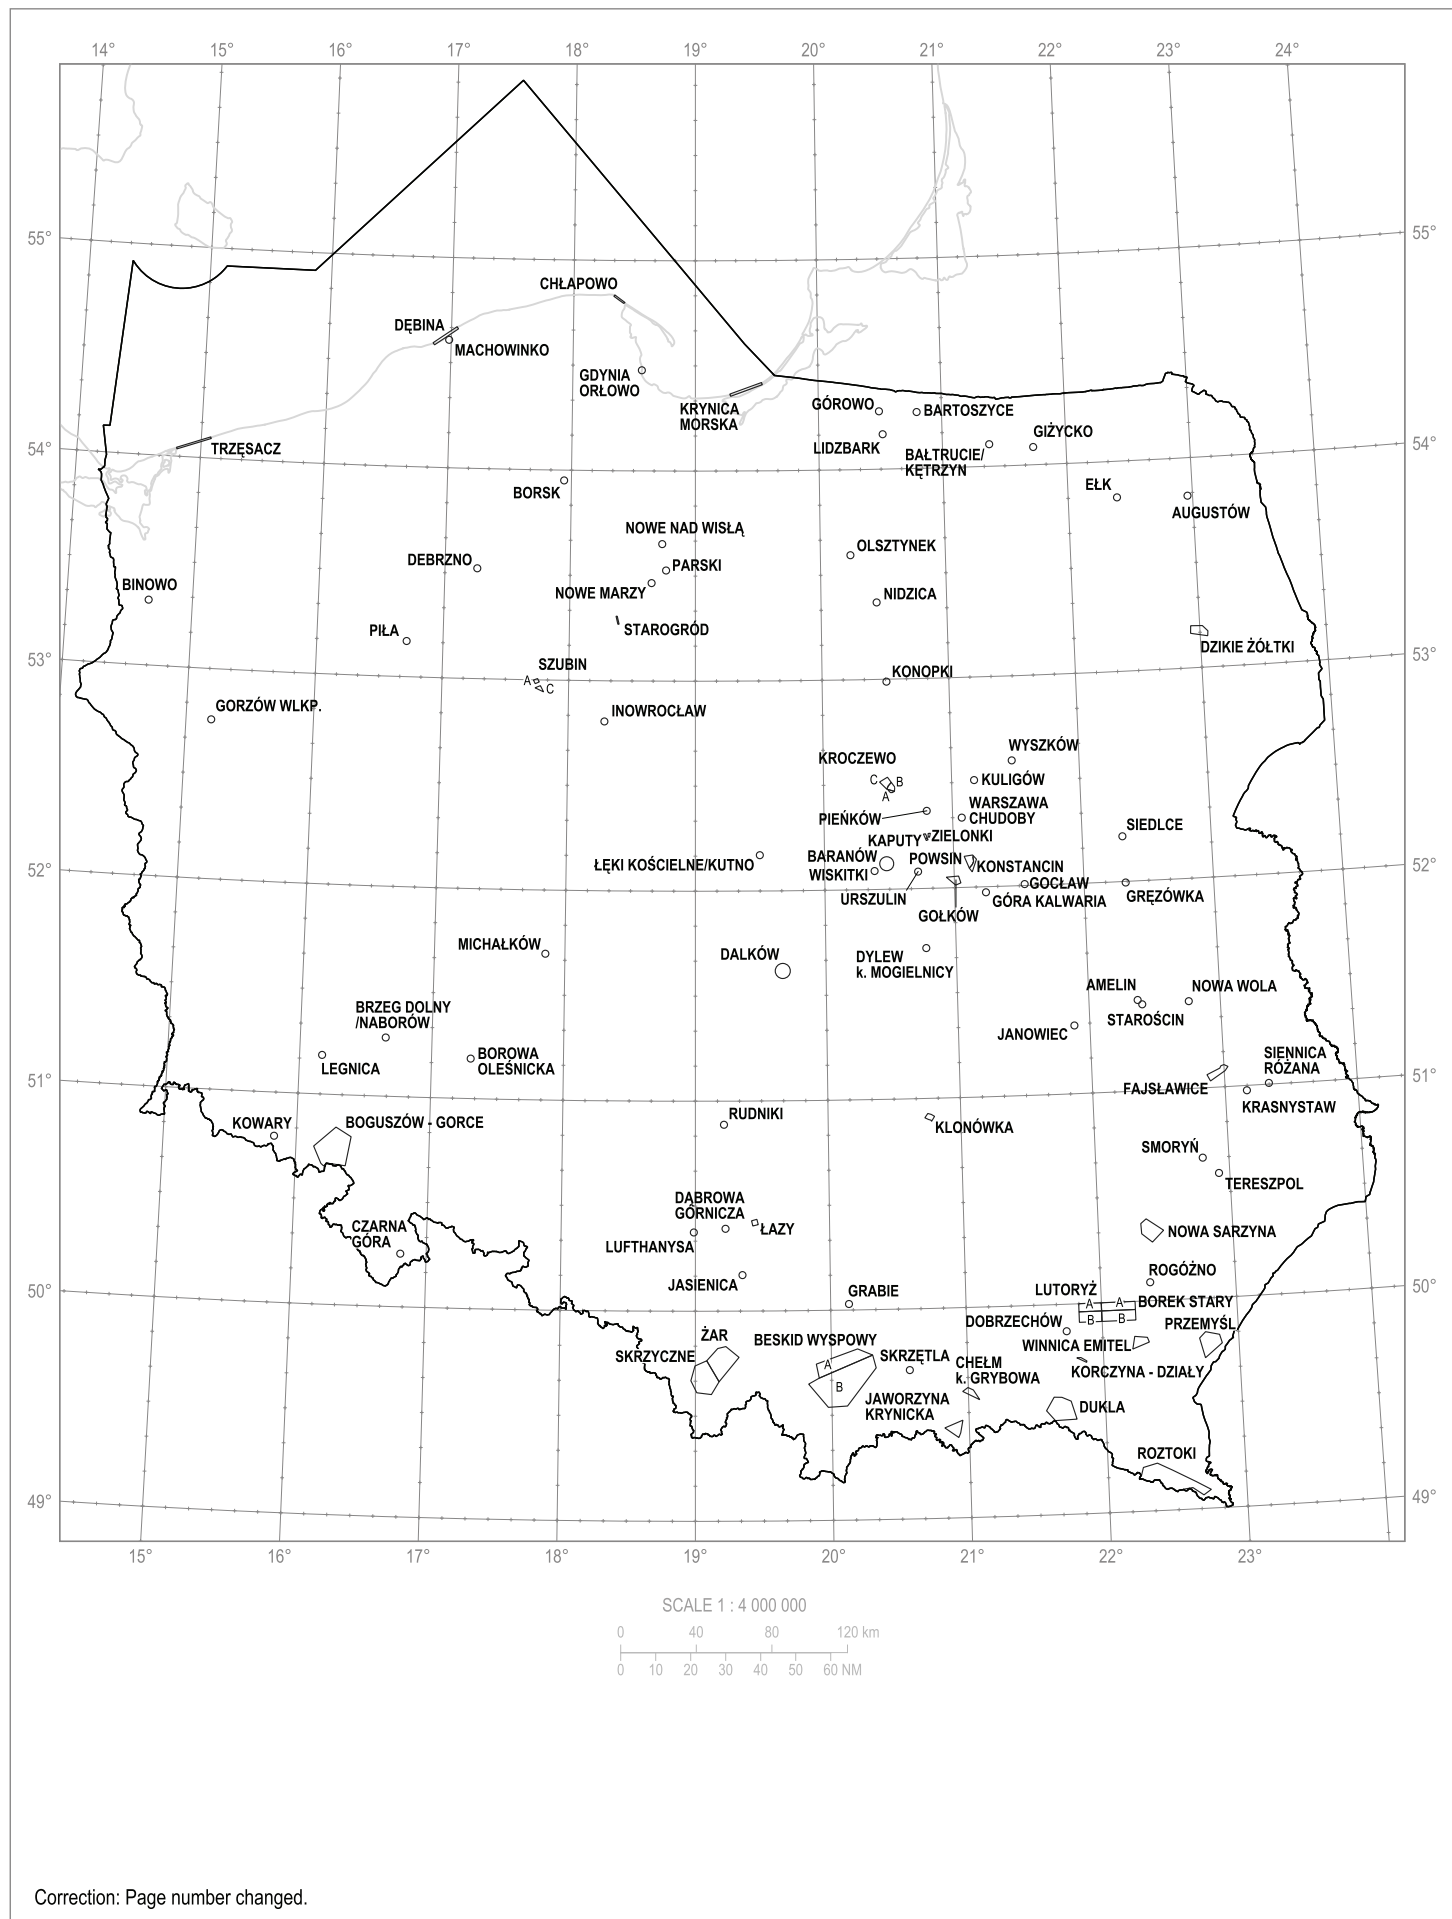 14° 15° 16° 17° 18° 19° 20° 21° 22° 23° 24°
55° 55°
CHŁAPOWO
DĘBINA
MACHOWINKO
GDYNIA
ORŁOWO
KRYNICA
MORSKA
GÓROWO
BARTOSZYCE
LIDZBARK
BAŁTRUCIE/
KĘTRZYN
GIŻYCKO
54° 54°
TRZĘSACZ
BORSK
EŁK
AUGUSTÓW
NOWE NAD WISŁĄ
OLSZTYNEK
DEBRZNO
PARSKI
BINOWO
NOWE MARZY
NIDZICA
PIŁA
STAROGRÓD
DZIKIE ŻÓŁTKI
53° 53°
SZUBIN
A
C
KONOPKI
GORZÓW WLKP.
INOWROCŁAW
WYSZKÓW
KROCZEWO
C B
A
KULIGÓW
PIEŃKÓW
WARSZAWA
CHUDOBY
SIEDLCE
KAPUTY
ZIELONKI
BARANÓW
POWSIN
ŁĘKI KOŚCIELNE/KUTNO
WISKITKI
KONSTANCIN
52° 52°
GOCŁAW
URSZULIN
GÓRA KALWARIA
GRĘZÓWKA
GOŁKÓW
MICHAŁKÓW
DALKÓW
DYLEW
k. MOGIELNICY
AMELIN
NOWA WOLA
STAROŚCIN
BRZEG DOLNY
/NABORÓW
JANOWIEC
LEGNICA
BOROWA
OLEŚNICKA
SIENNICA
RÓŻANA
51° 51°
FAJSŁAWICE
KRASNYSTAW
KOWARY
BOGUSZÓW - GORCE
RUDNIKI
KLONÓWKA
SMORYŃ
TERESZPOL
DĄBROWA
GÓRNICZA
ŁAZY
CZARNA
GÓRA
LUFTHANYSA
NOWA SARZYNA
JASIENICA
ROGÓŻNO
50° 50°
GRABIE
LUTORYŻ
A A
B B
BOREK STARY
DOBRZECHÓW
PRZEMYŚL
ŻAR
BESKID WYSPOWY
A
B
WINNICA EMITEL
SKRZYCZNE
SKRZĘTLA
CHEŁM
k. GRYBOWA
KORCZYNA - DZIAŁY
JAWORZYNA
KRYNICKA
DUKLA
ROZTOKI
49° 49°
15° 16° 17° 18° 19° 20° 21° 22° 23°
SCALE 1 : 4 000 000
0 40 80 120 km
0 10 20 30 40 50 60 NM
Correction: Page number changed.